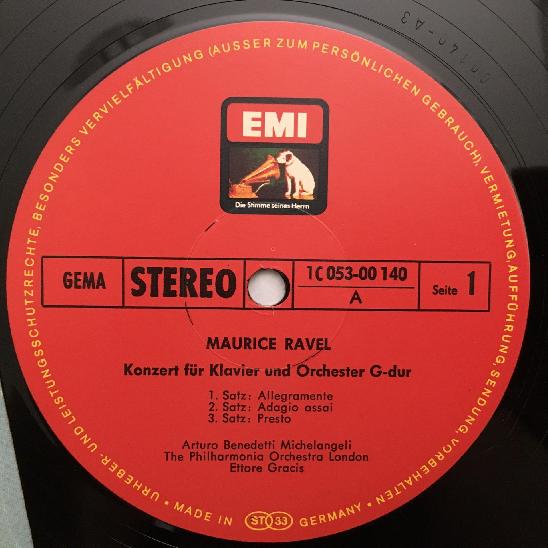 URHEBER- UND LEISTUNGSSCHUTZRECHTE, BESONDERS VERVIELFÄLTIGUNG (AUSSER ZUM PERSÖNLICHEN GEBRAUCH), VERMIETUNG, AUFFÜHRUNG, SENDUNG, VORBEHALTEN
EMI
Die Stimme seines Herrn
GEMA STEREO 1C 053-00 140 A Seite 1
MAURICE RAVEL
Konzert für Klavier und Orchester G-dur
1. Satz: Allegramente
2. Satz: Adagio assai
3. Satz: Presto
Arturo Benedetti Michelangeli
The Philharmonia Orchestra London
Ettore Gracis
• MADE IN ST 33 GERMANY •